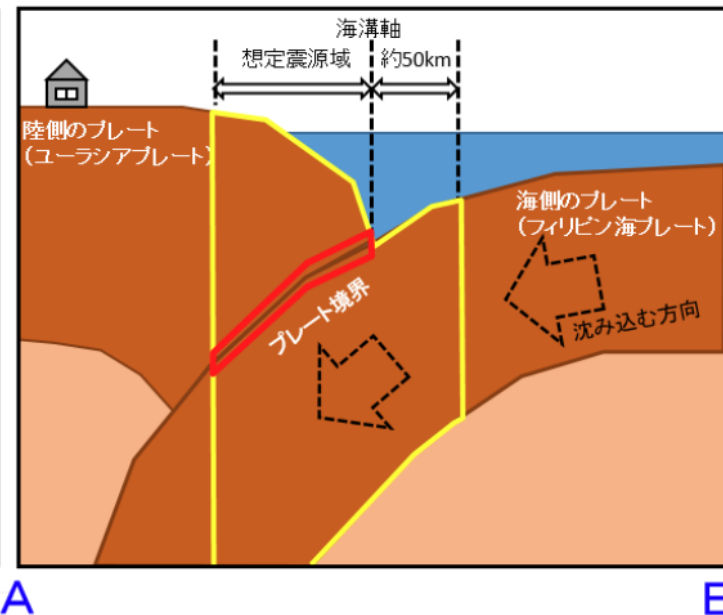 海溝軸
想定震源域
約50km
陸側のプレート
（ユーラシアプレート）
海側のプレート
（フィリピン海プレート）
プレート境界
沈み込む方向
A